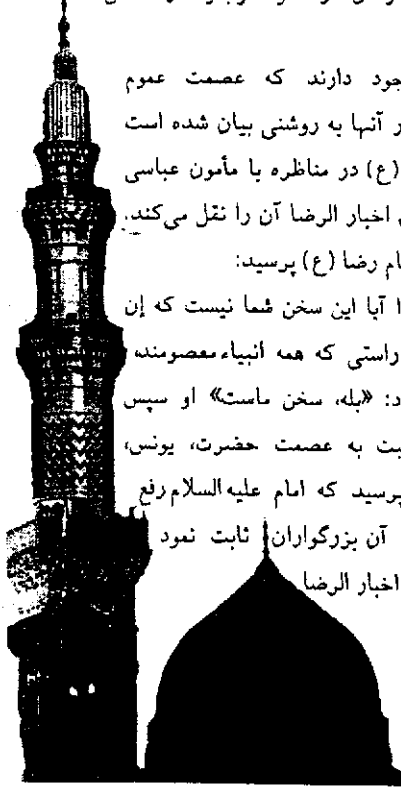 جود دارند که عصمت عموم
ر آنها به روشنی بیان شده است
(ع) در مناظره با مأمون عباسی
ن اخبار الرضا آن را نقل می‌کند.
ام رضا (ع) پرسید:
ا آیا این سخن شما نیست که إن
راستی که همه انبیاء معصومند»
د: «بله، سخن ماست» او سپس
بت به عصمت حضرت، یونس،
پرسید که امام علیه السلام رفع
آن بزرگواران ثابت نمود
اخبار الرضا